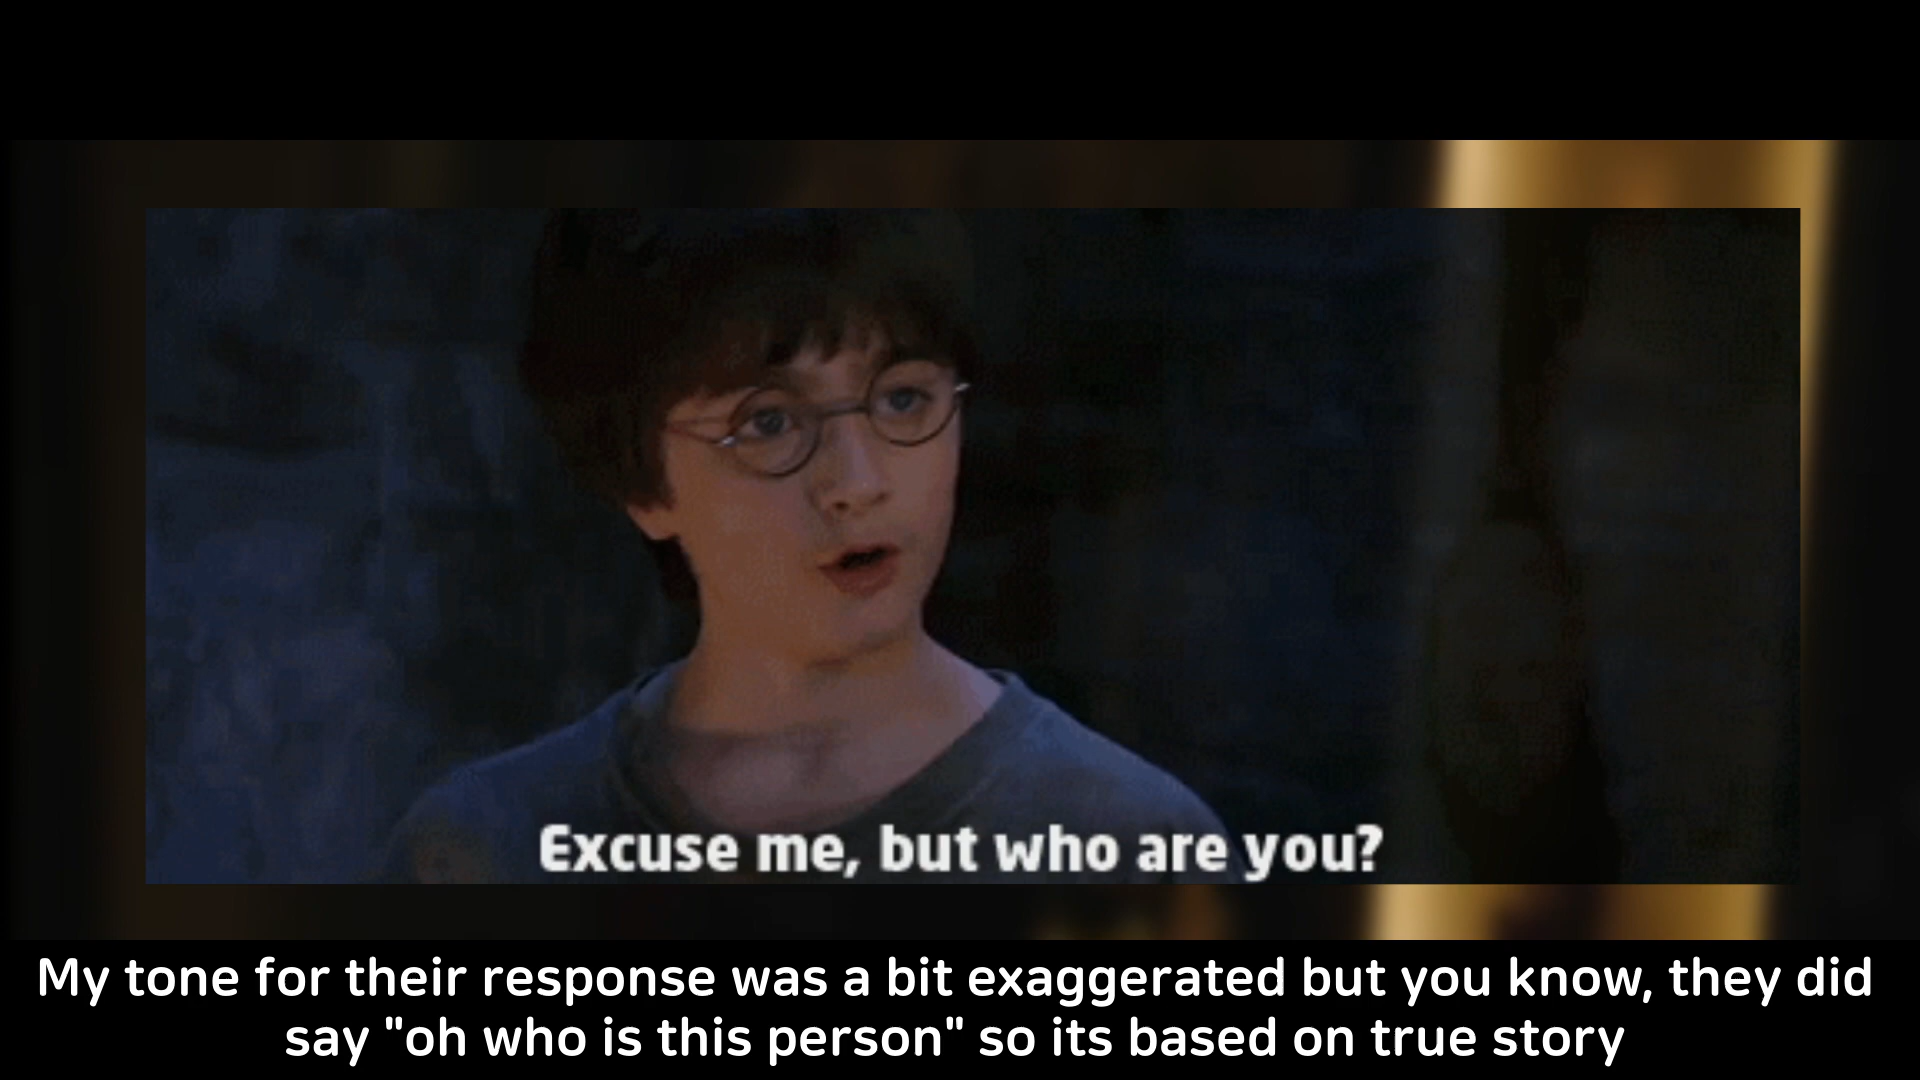 Excuse me, but who are you?
My tone for their response was a bit exaggerated but you know, they did
say "oh who is this person" so its based on true story